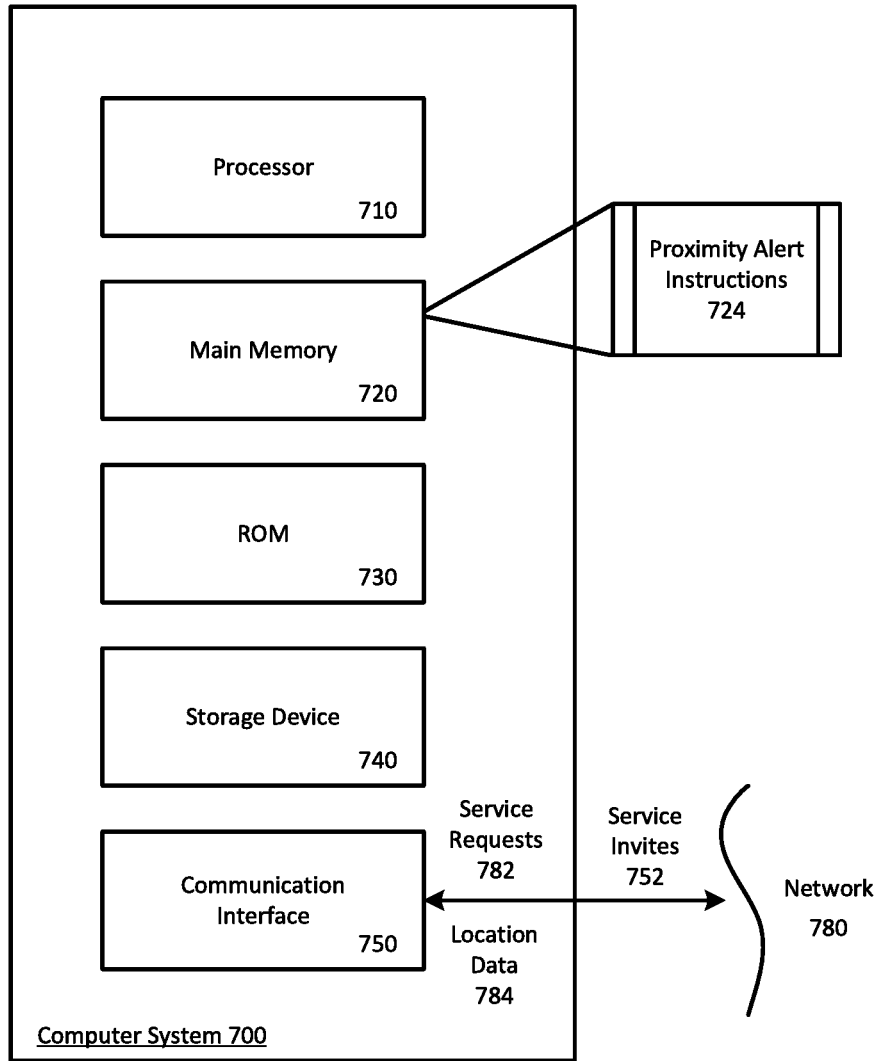 Processor
710
Proximity Alert
Instructions
724
Main Memory
720
ROM
730
Storage Device
740
Service
Requests
782
Service
Invites
752
Communication
Interface
750
Location
Data
784
Network
780
Computer System 700